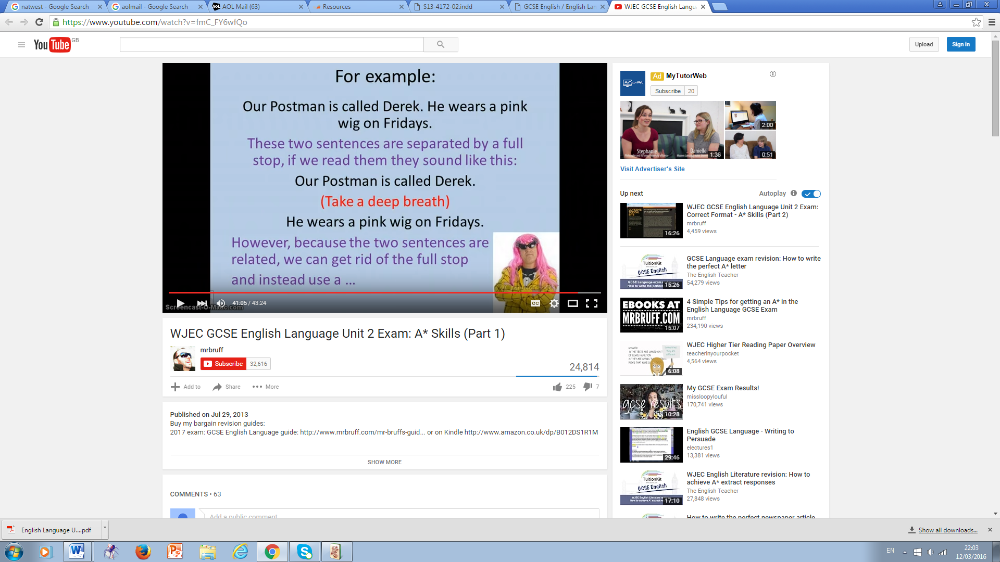 natwest - Google Search
aolmail - Google Search
AOL Mail (63)
Resources
S13-4172-02.indd
GCSE English / English Lan
WJEC GCSE English Langu
https://www.youtube.com/watch?v=fmC_FY6wfQo
YouTube GB
Upload
Sign in
For example:
Our Postman is called Derek. He wears a pink
wig on Fridays.
These two sentences are separated by a full
stop, if we read them they sound like this:
Our Postman is called Derek.
(Take a deep breath)
He wears a pink wig on Fridays.
However, because the two sentences are
related, we can get rid of the full stop
and instead use a ...
41:05 / 43:24
CC
Screencast-O-Matic.com
WJEC GCSE English Language Unit 2 Exam: A* Skills (Part 1)
mrbruff
Subscribe 32,616
24,814
Add to
Share
More
225
7
Published on Jul 29, 2013
Buy my bargain revision guides:
2017 exam: GCSE English Language guide: http://www.mrbruff.com/mr-bruffs-guid... or on Kindle http://www.amazon.co.uk/dp/B012DS1R1M
SHOW MORE
COMMENTS • 63
Add a public comment
MyTutorWeb
Ad MyTutorWeb
Subscribe 20
Stephanie
Danielle
1:36
2:00
0:51
Visit Advertiser's Site
Up next
Autoplay
16:26
WJEC GCSE English Language Unit 2 Exam:
Correct Format - A* Skills (Part 2)
mrbruff
4,459 views
TuitionKit
GCSE English
15:26
GCSE Language exam revision: How to write
the perfect A* letter
The English Teacher
54,279 views
EBOOKS AT
MRBRUFF.COM
15:07
4 Simple Tips for getting an A* in the
English Language GCSE Exam
mrbruff
234,190 views
6:08
WJEC Higher Tier Reading Paper Overview
teacherinyourpocket
4,564 views
gcse results
10:28
My GCSE Exam Results!
missloopylouful
170,741 views
29:46
English GCSE Language - Writing to
Persuade
electures1
13,381 views
TuitionKit
GCSE English
17:10
WJEC English Literature revision: How to
achieve A* extract responses
The English Teacher
27,848 views
How to write the perfect newspaper article
English Language U....pdf
Show all downloads...
EN
22:03
12/03/2016